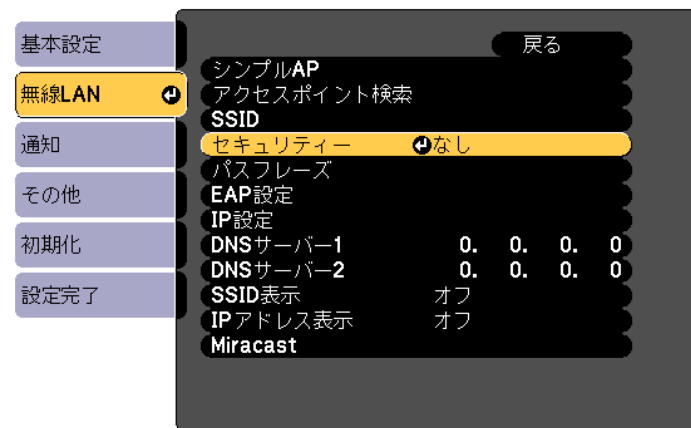 基本設定
無線LAN
通知
その他
初期化
設定完了
戻る
シンプルAP
アクセスポイント検索
SSID
セキュリティー なし
パスフレーズ
EAP設定
IP設定
DNSサーバー1 0. 0. 0. 0
DNSサーバー2 0. 0. 0. 0
SSID表示 オフ
IPアドレス表示 オフ
Miracast